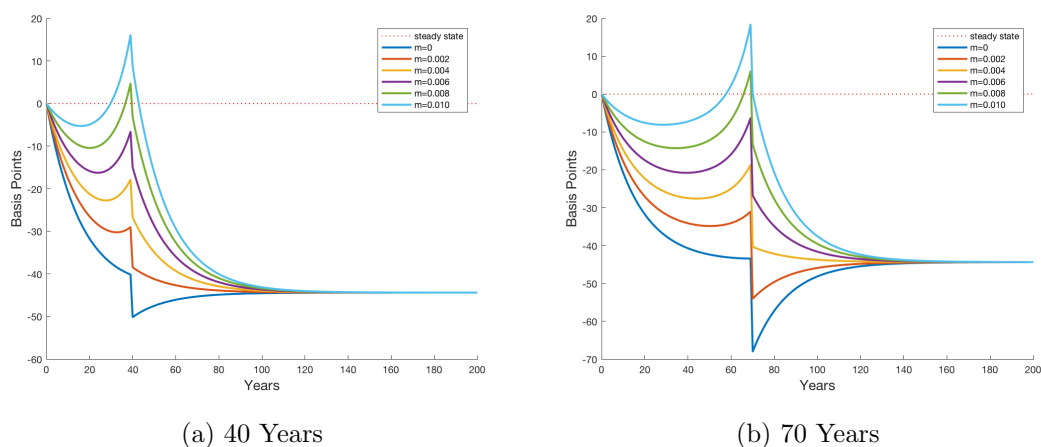 20
10
0
-10
-20
-30
-40
-50
-60
Basis Points
0 20 40 60 80 100 120 140 160 180 200
Years
steady state
m=0
m=0.002
m=0.004
m=0.006
m=0.008
m=0.010
(a) 40 Years
20
10
0
-10
-20
-30
-40
-50
-60
-70
Basis Points
0 20 40 60 80 100 120 140 160 180 200
Years
steady state
m=0
m=0.002
m=0.004
m=0.006
m=0.008
m=0.010
(b) 70 Years